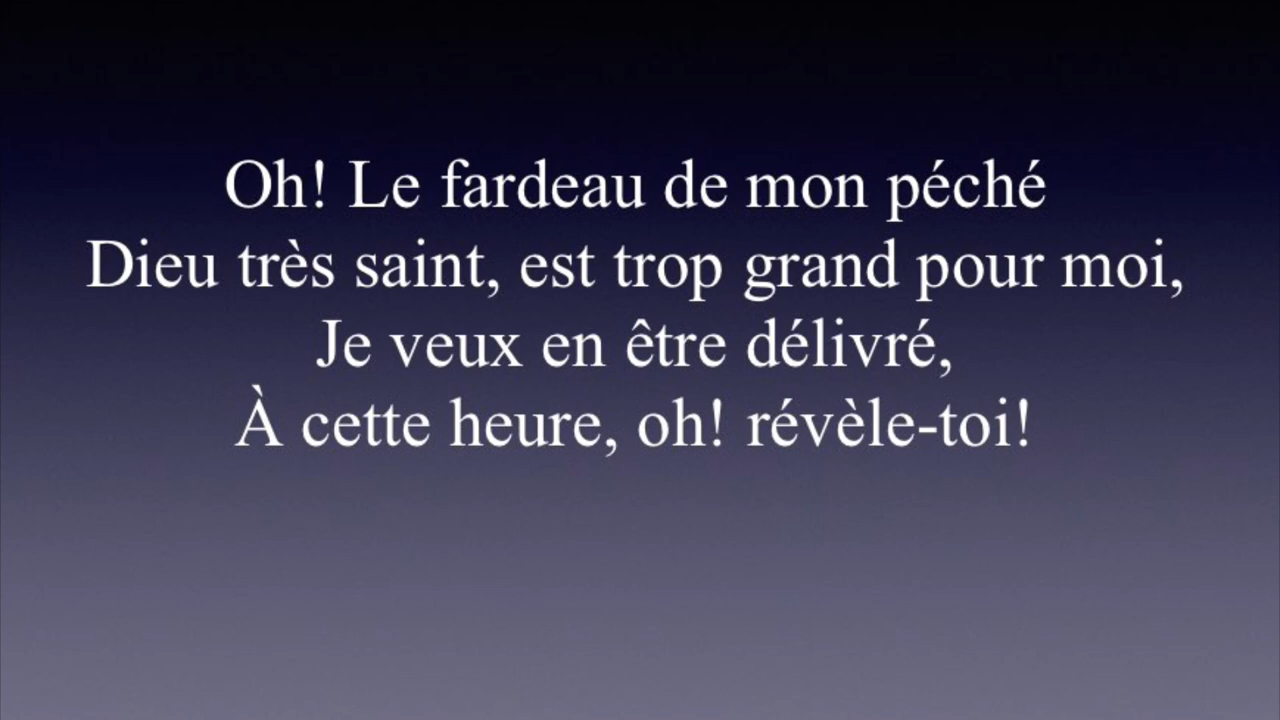 Oh! Le fardeau de mon péché
Dieu très saint, est trop grand pour moi,
Je veux en être délivré,
À cette heure, oh! révèle-toi!